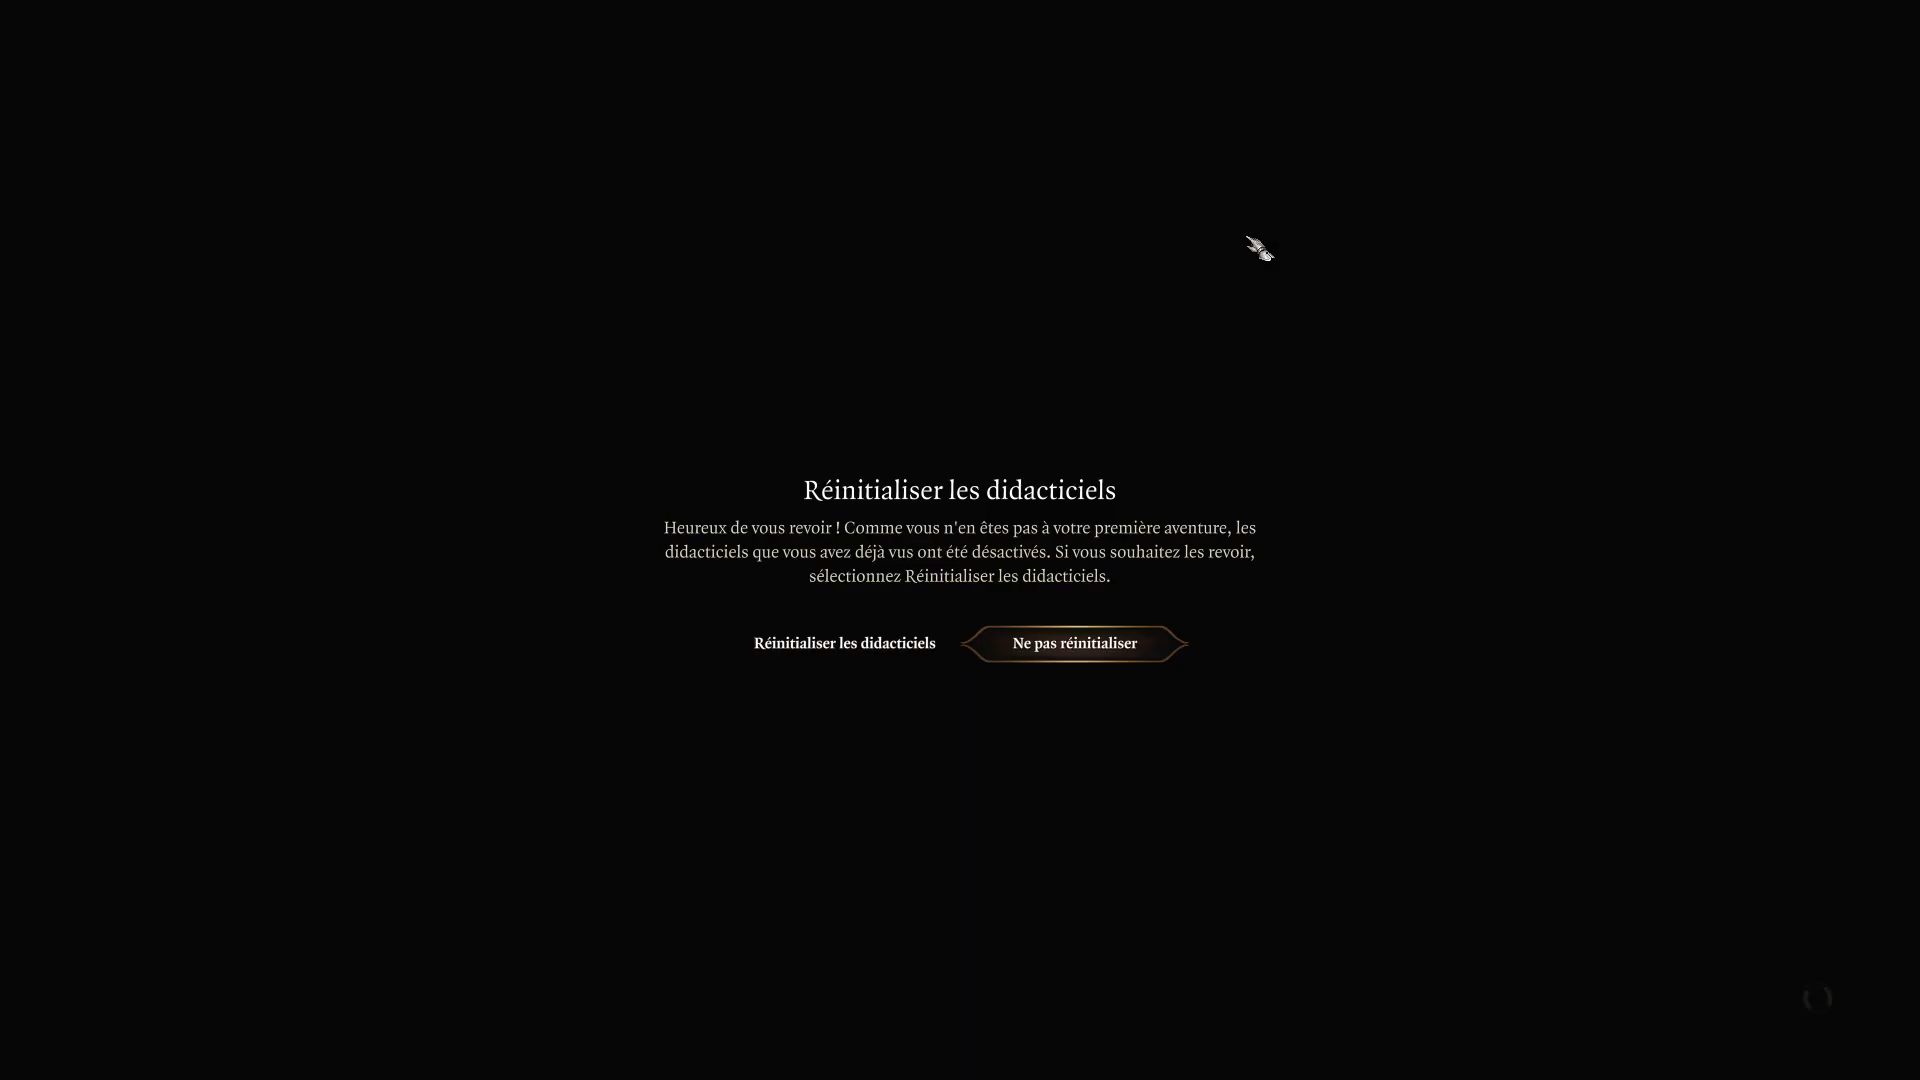 Réinitialiser les didacticiels
Heureux de vous revoir ! Comme vous n'en êtes pas à votre première aventure, les
didacticiels que vous avez déjà vus ont été désactivés. Si vous souhaitez les revoir,
sélectionnez Réinitialiser les didacticiels.
Réinitialiser les didacticiels
Ne pas réinitialiser